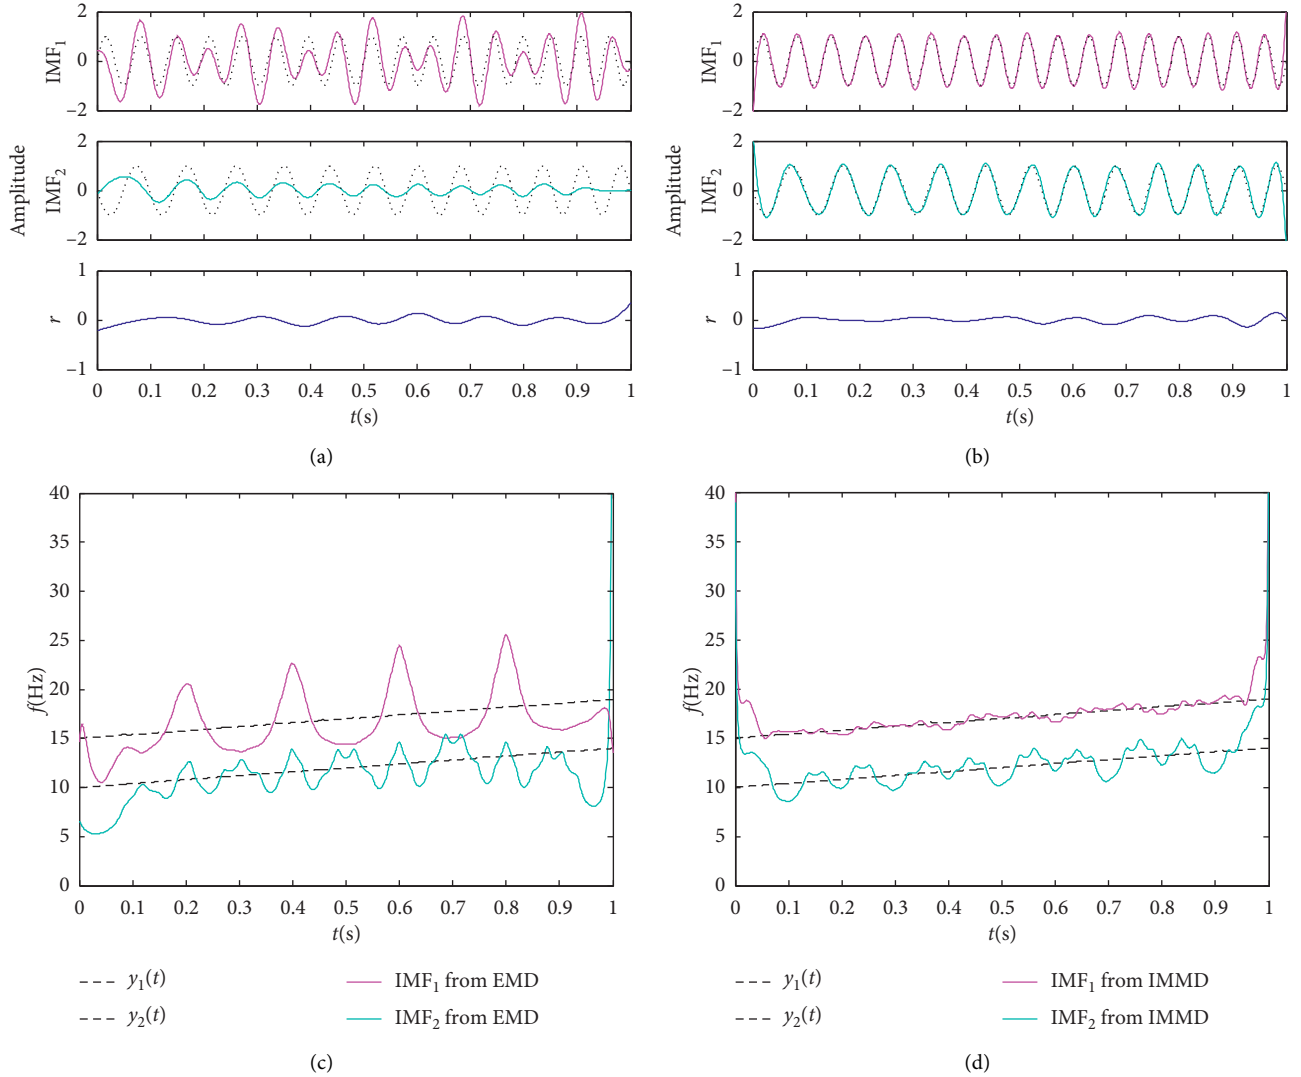 2
0
−2
IMF1
2
0
−2
Amplitude
IMF2
1
0
−1
r
0 0.1 0.2 0.3 0.4 0.5 0.6 0.7 0.8 0.9 1
t(s)
(a)
2
0
−2
IMF1
2
0
−2
Amplitude
IMF2
1
0
−1
r
0 0.1 0.2 0.3 0.4 0.5 0.6 0.7 0.8 0.9 1
t(s)
(b)
40
35
30
25
20
15
10
5
0
f(Hz)
0 0.1 0.2 0.3 0.4 0.5 0.6 0.7 0.8 0.9 1
t(s)
y1(t)
y2(t)
IMF1 from EMD
IMF2 from EMD
(c)
40
35
30
25
20
15
10
5
0
f(Hz)
0 0.1 0.2 0.3 0.4 0.5 0.6 0.7 0.8 0.9 1
t(s)
y1(t)
y2(t)
IMF1 from IMMD
IMF2 from IMMD
(d)